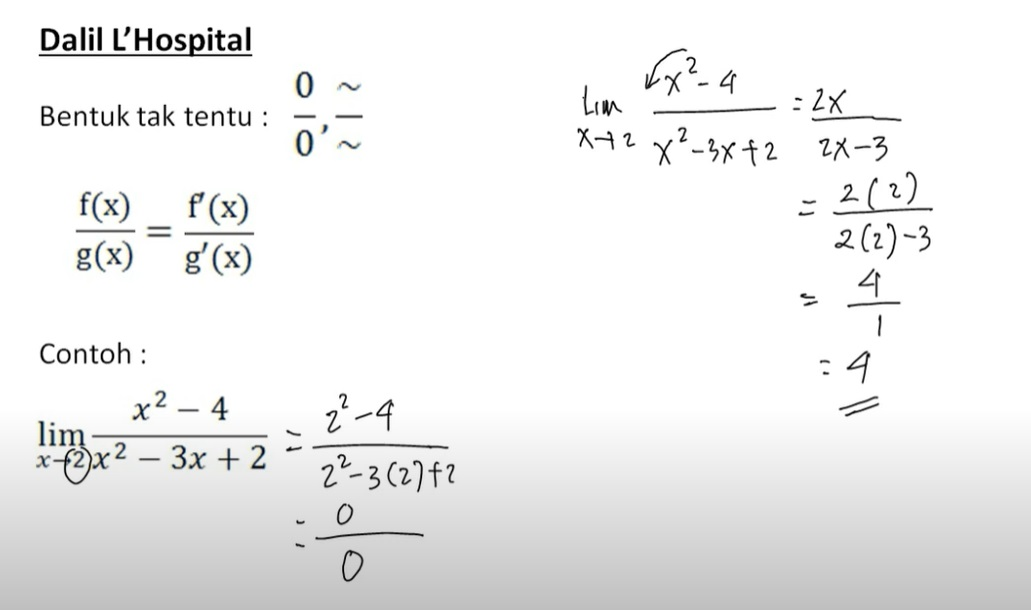 Dalil L'Hospital
Bentuk tak tentu : 0/0, ~/~
f(x)/g(x) = f'(x)/g'(x)
Contoh :
lim x→2 x² − 4 / x² − 3x + 2 = 2² − 4 / 2² − 3(2) + 2
= 0/0
Lim x→2 x² − 4 / x² − 3x + 2 = 2x / 2x − 3
= 2(2) / 2(2) − 3
= 4/1
= 4